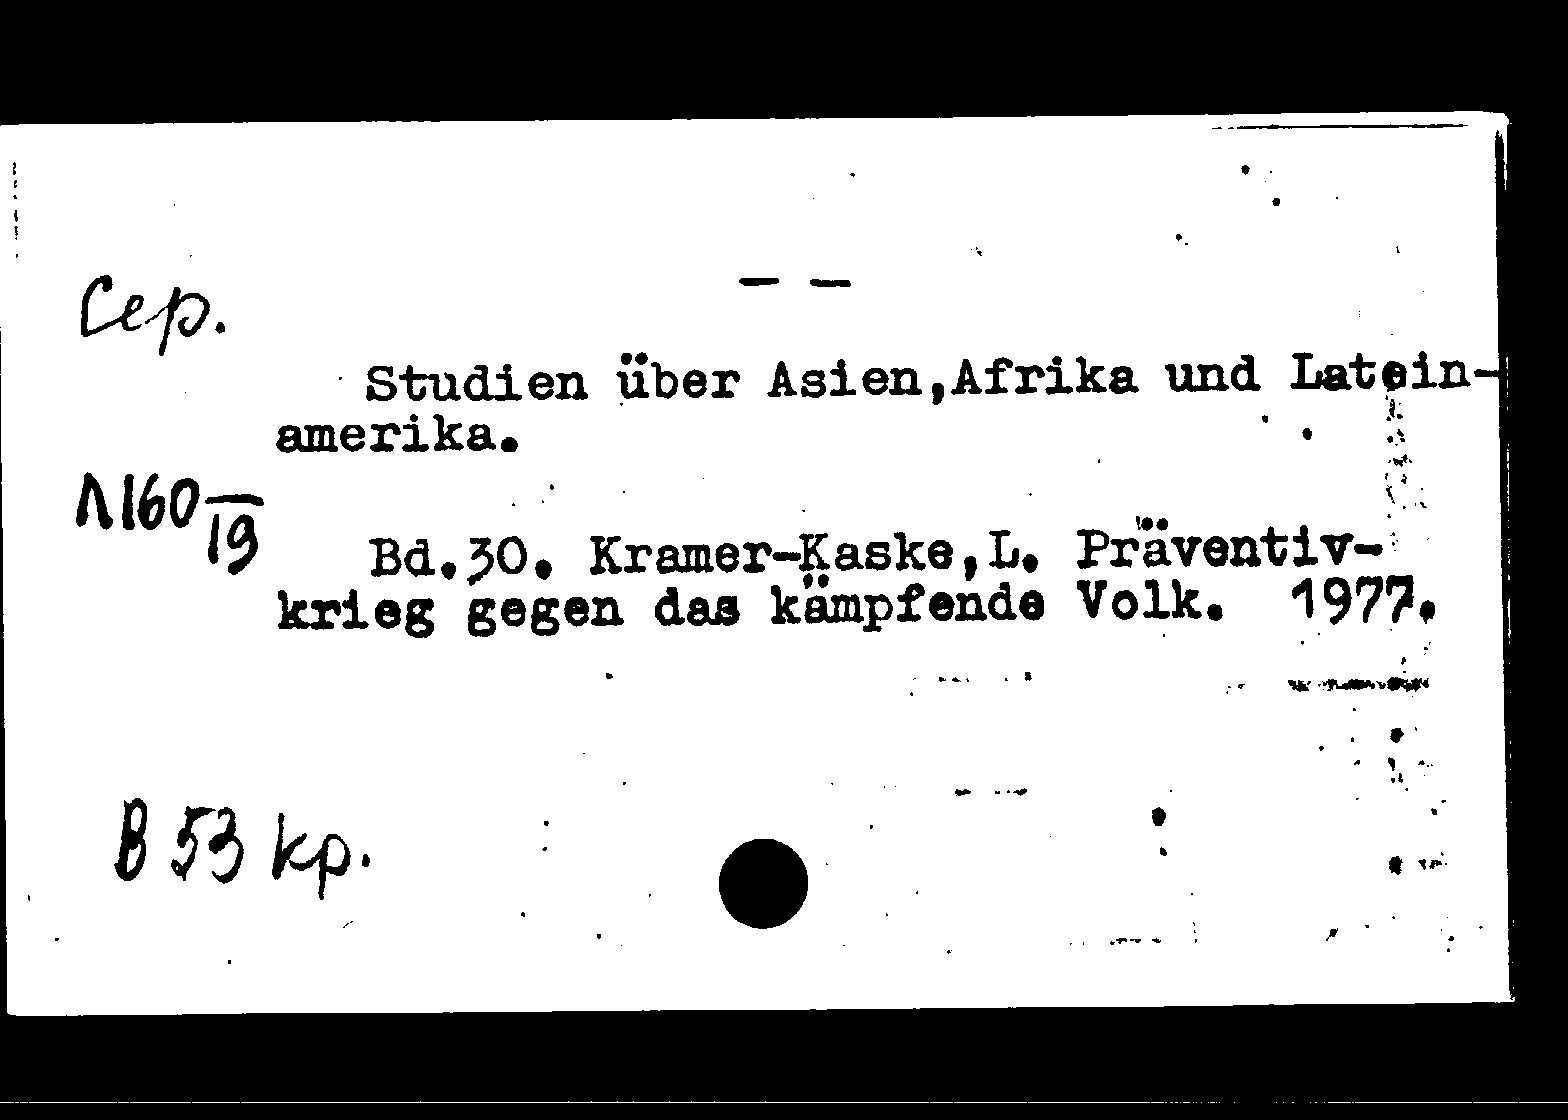 — —
Сер.
Studien über Asien,Afrika und Latein-
amerika.
Л160
19
Bd.30. Kramer-Kaske,L. Präventiv-
krieg gegen das kämpfende Volk. 1977.
В 53 кр.